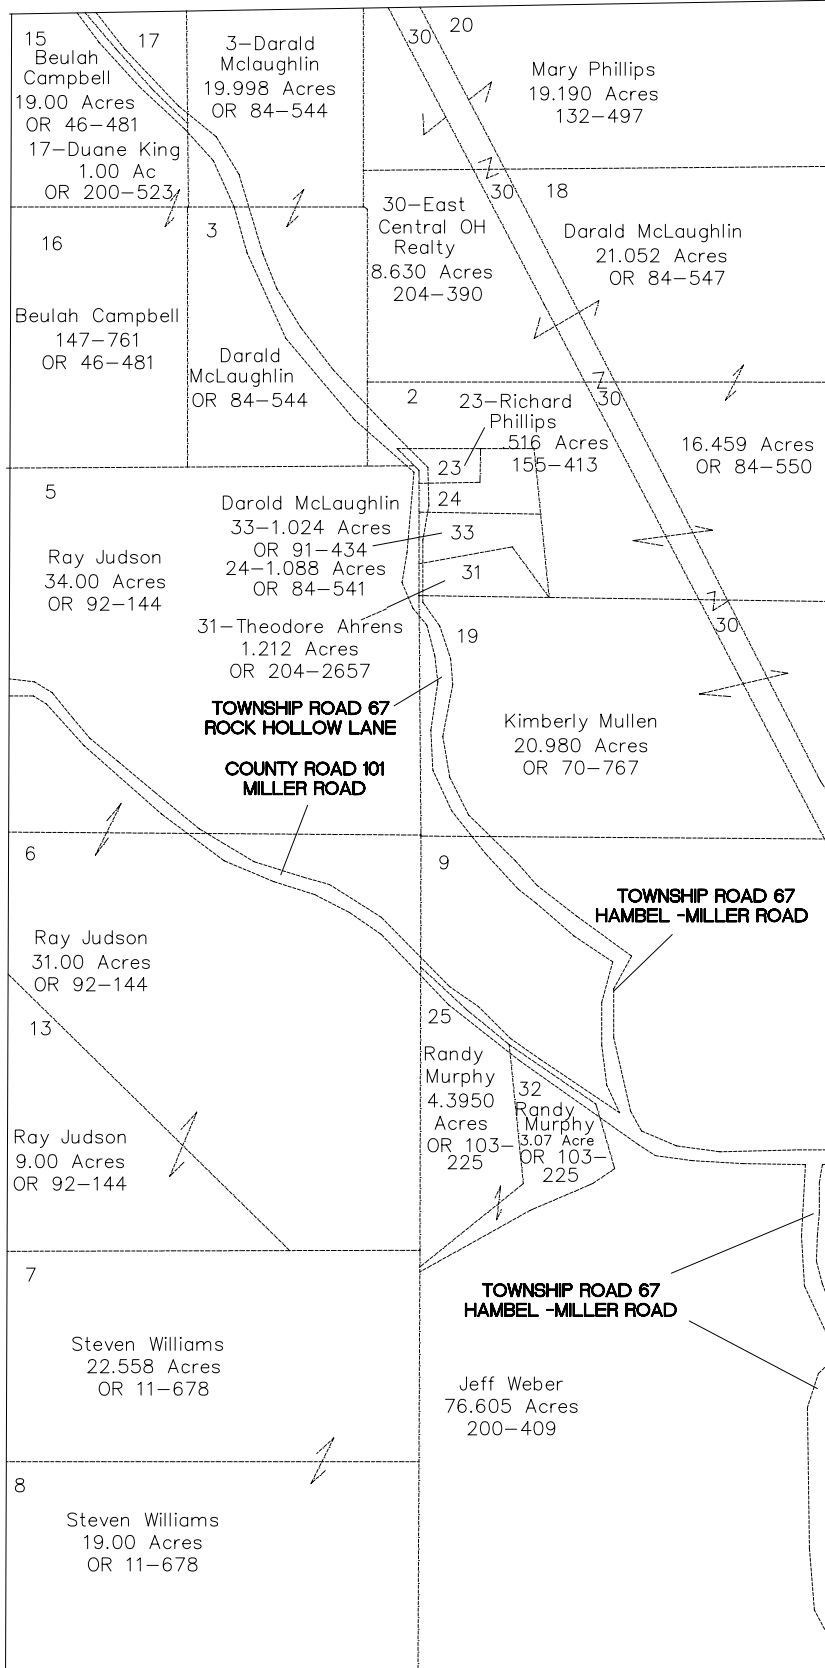 15
Beulah
Campbell
19.00 Acres
OR 46-481
17
17-Duane King
1.00 Ac
OR 200-523
3-Darald
Mclaughlin
19.998 Acres
OR 84-544
30
20
Mary Phillips
19.190 Acres
132-497
16
Beulah Campbell
147-761
OR 46-481
3
Darald
McLaughlin
OR 84-544
30-East
Central OH
Realty
8.630 Acres
204-390
30
18
Darald McLaughlin
21.052 Acres
OR 84-547
2
23-Richard
Phillips
.516 Acres
155-413
30
16.459 Acres
OR 84-550
23
24
33
31
5
Ray Judson
34.00 Acres
OR 92-144
Darold McLaughlin
33-1.024 Acres
OR 91-434
24-1.088 Acres
OR 84-541
31-Theodore Ahrens
1.212 Acres
OR 204-2657
TOWNSHIP ROAD 67
ROCK HOLLOW LANE
COUNTY ROAD 101
MILLER ROAD
19
30
Kimberly Mullen
20.980 Acres
OR 70-767
6
Ray Judson
31.00 Acres
OR 92-144
9
TOWNSHIP ROAD 67
HAMBEL -MILLER ROAD
13
Ray Judson
9.00 Acres
OR 92-144
25
Randy
Murphy
4.3950
Acres
OR 103-
225
32
Randy
Murphy
3.07 Acre
OR 103-
225
7
Steven Williams
22.558 Acres
OR 11-678
TOWNSHIP ROAD 67
HAMBEL -MILLER ROAD
Jeff Weber
76.605 Acres
200-409
8
Steven Williams
19.00 Acres
OR 11-678